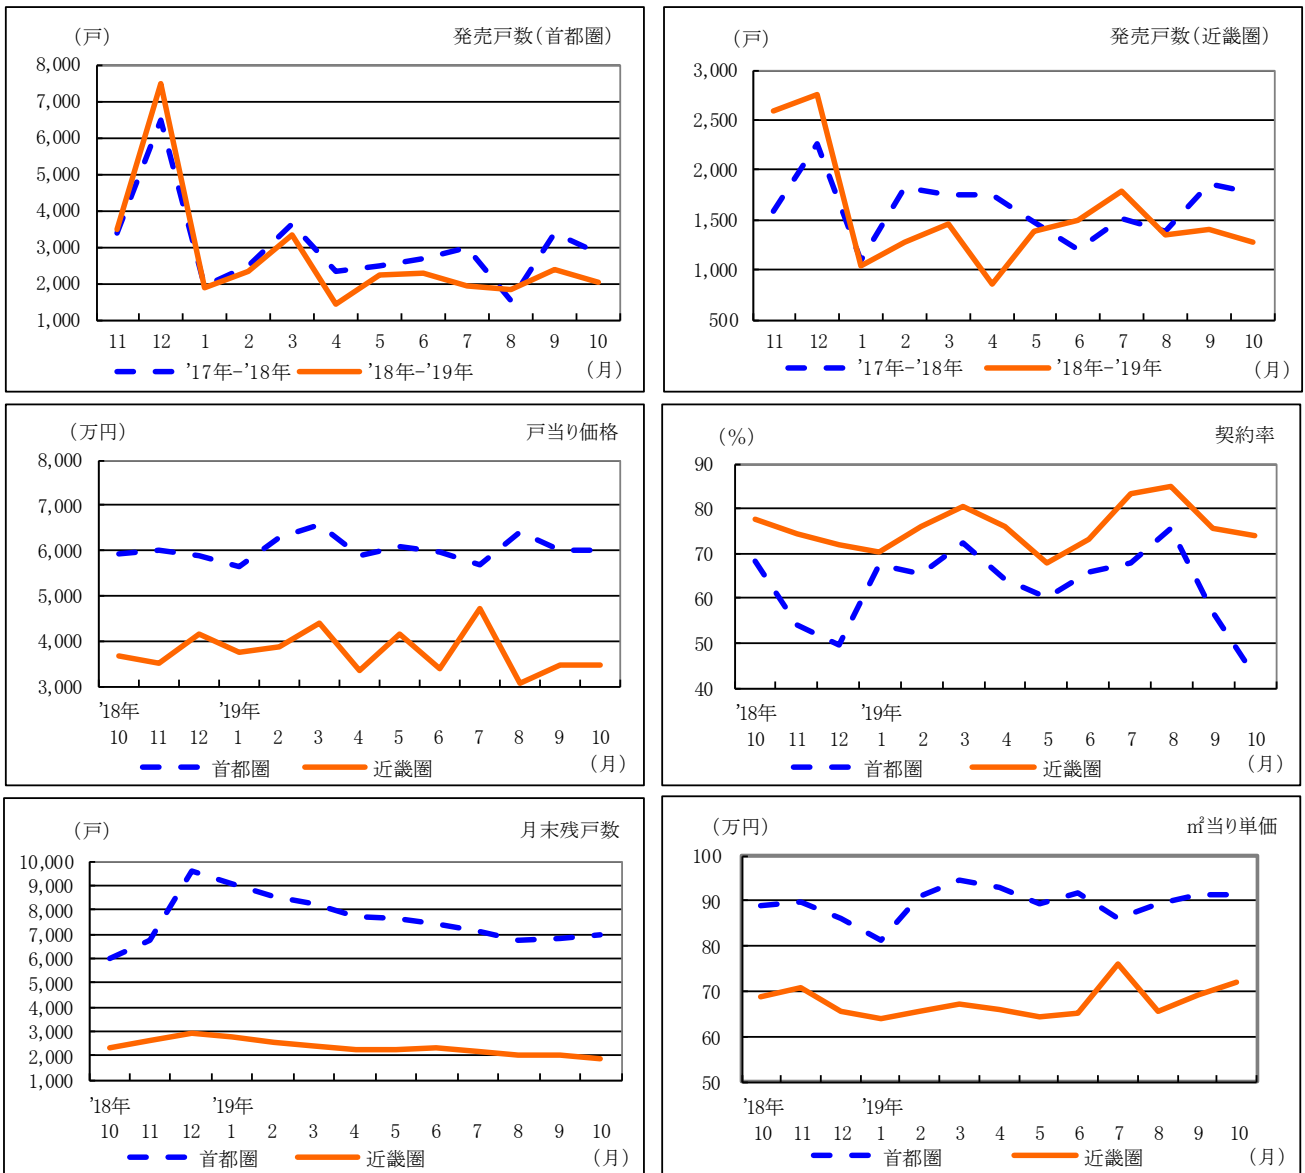 (戸) 発売戸数(首都圏)
8,000
7,000
6,000
5,000
4,000
3,000
2,000
1,000
11 12 1 2 3 4 5 6 7 8 9 10
'17年-'18年 '18年-'19年 (月)
(戸) 発売戸数(近畿圏)
3,000
2,500
2,000
1,500
1,000
500
11 12 1 2 3 4 5 6 7 8 9 10
'17年-'18年 '18年-'19年 (月)
(万円) 戸当り価格
8,000
7,000
6,000
5,000
4,000
3,000
'18年 '19年
10 11 12 1 2 3 4 5 6 7 8 9 10
首都圏 近畿圏 (月)
(%) 契約率
90
80
70
60
50
40
'18年 '19年
10 11 12 1 2 3 4 5 6 7 8 9 10
首都圏 近畿圏 (月)
(戸) 月末残戸数
10,000
9,000
8,000
7,000
6,000
5,000
4,000
3,000
2,000
1,000
'18年 '19年
10 11 12 1 2 3 4 5 6 7 8 9 10
首都圏 近畿圏 (月)
(万円) ㎡当り単価
100
90
80
70
60
50
'18年 '19年
10 11 12 1 2 3 4 5 6 7 8 9 10
首都圏 近畿圏 (月)